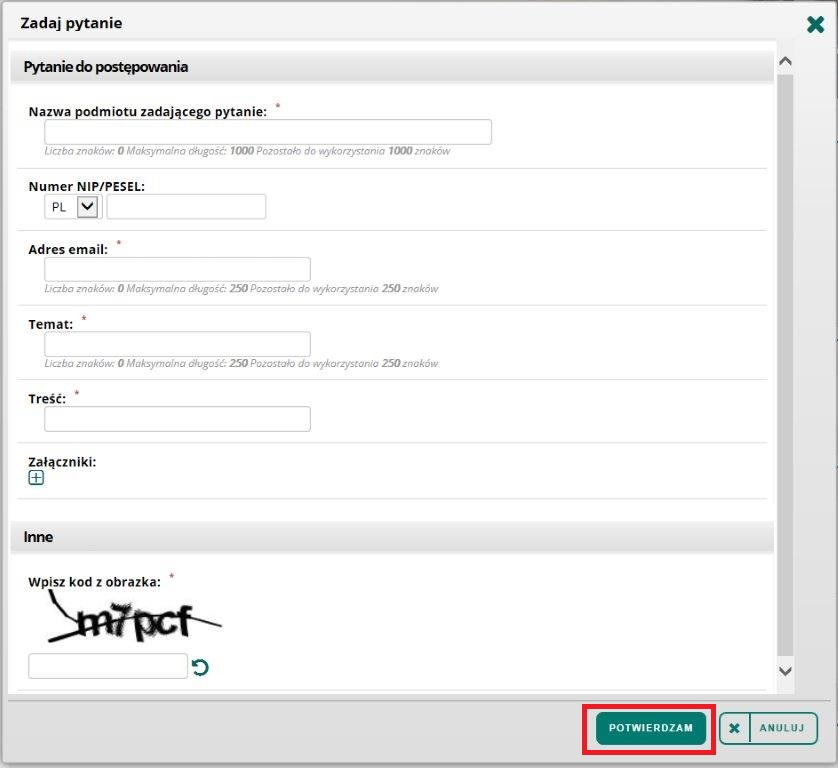 Zadaj pytanie
Pytanie do postępowania
Nazwa podmiotu zadającego pytanie: *
Liczba znaków: 0 Maksymalna długość: 1000 Pozostało do wykorzystania 1000 znaków
Numer NIP/PESEL:
PL
Adres email: *
Liczba znaków: 0 Maksymalna długość: 250 Pozostało do wykorzystania 250 znaków
Temat: *
Liczba znaków: 0 Maksymalna długość: 250 Pozostało do wykorzystania 250 znaków
Treść: *
Załączniki:
Inne
Wpisz kod z obrazka: *
m7pcf
POTWIERDZAM
ANULUJ